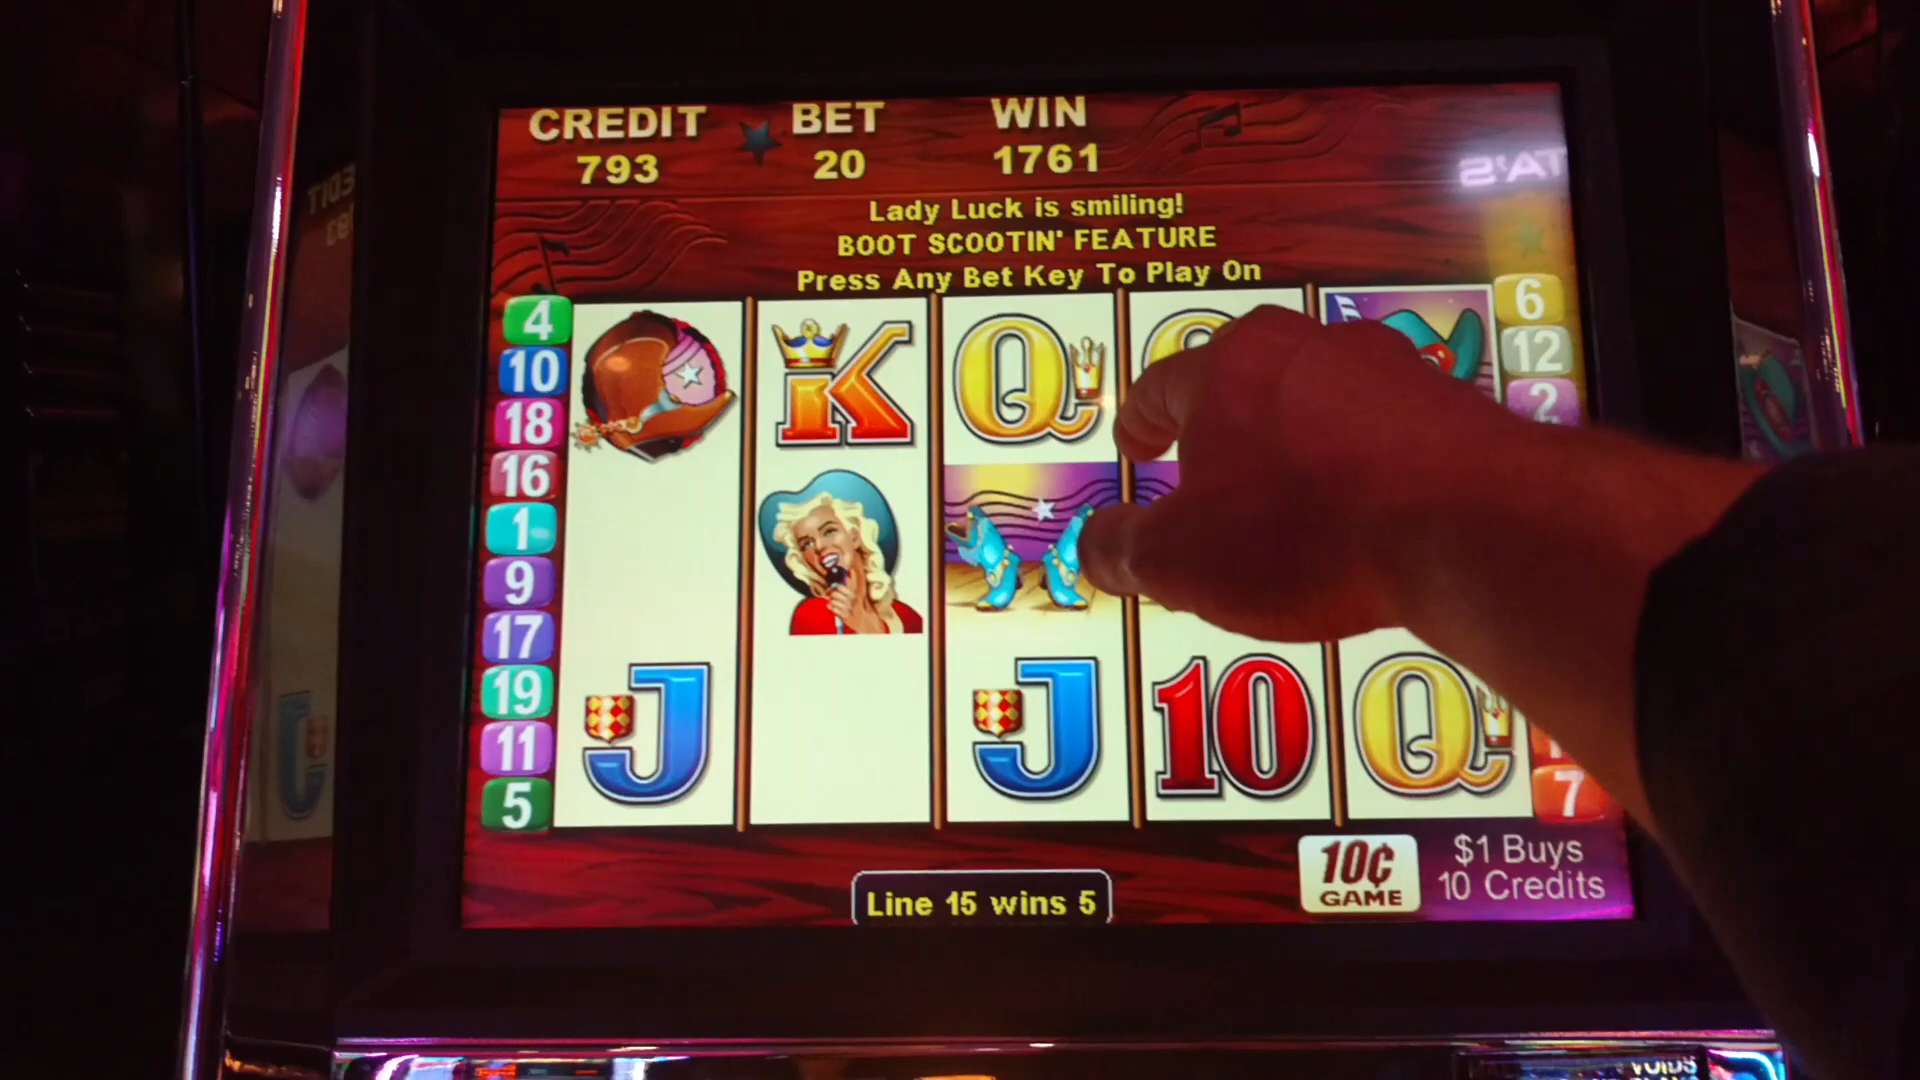 CREDIT BET WIN
793 20 1761
Lady Luck is smiling!
BOOT SCOOTIN' FEATURE
Press Any Bet Key To Play On
4 6
10 12
18 2
16
1
9
17
19
11
5 7
K Q
J J 10 Q
Line 15 wins 5
10¢
GAME
$1 Buys
10 Credits
VOIDS